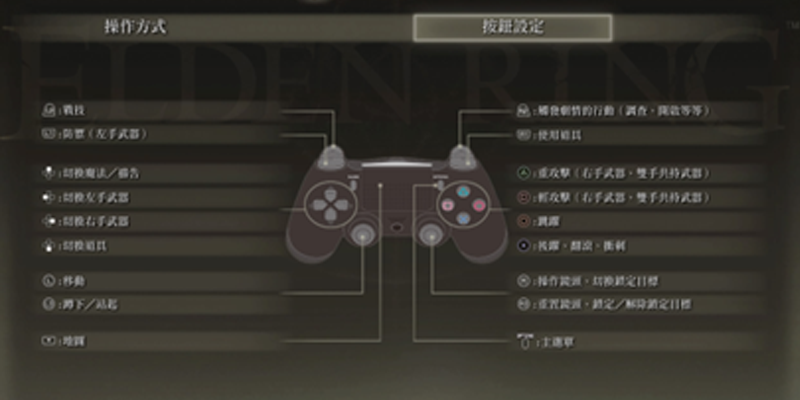 操作方式
按鈕設定
ELDEN RING
TM
:戰技
:防禦(左手武器)
:切換魔法/禱告
:切換左手武器
:切換右手武器
:切換道具
:移動
:蹲下/站起
:地圖
:觸發劇情的行動(調查、開啟等等)
:使用道具
:重攻擊(右手武器、雙手共持武器)
:輕攻擊(右手武器、雙手共持武器)
:跳躍
:後躍、翻滾、衝刺
:操作鏡頭、切換鎖定目標
:重置鏡頭、鎖定/解除鎖定目標
:主選單